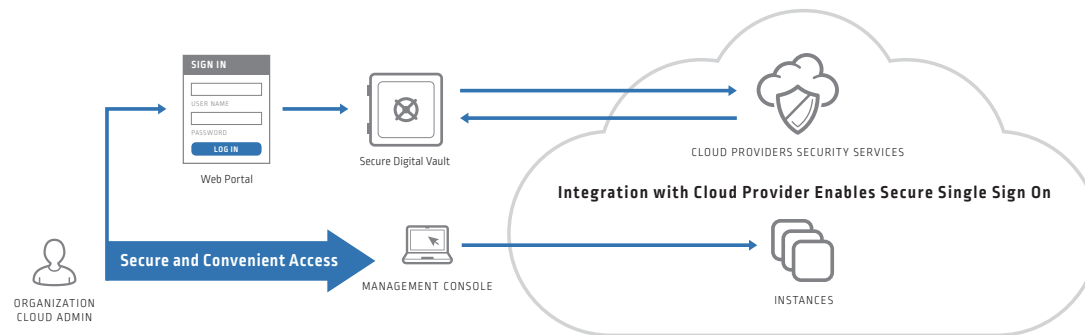 SIGN IN
USER NAME
PASSWORD
LOG IN
Web Portal
Secure Digital Vault
CLOUD PROVIDERS SECURITY SERVICES
Integration with Cloud Provider Enables Secure Single Sign On
Secure and Convenient Access
MANAGEMENT CONSOLE
INSTANCES
ORGANIZATION
CLOUD ADMIN